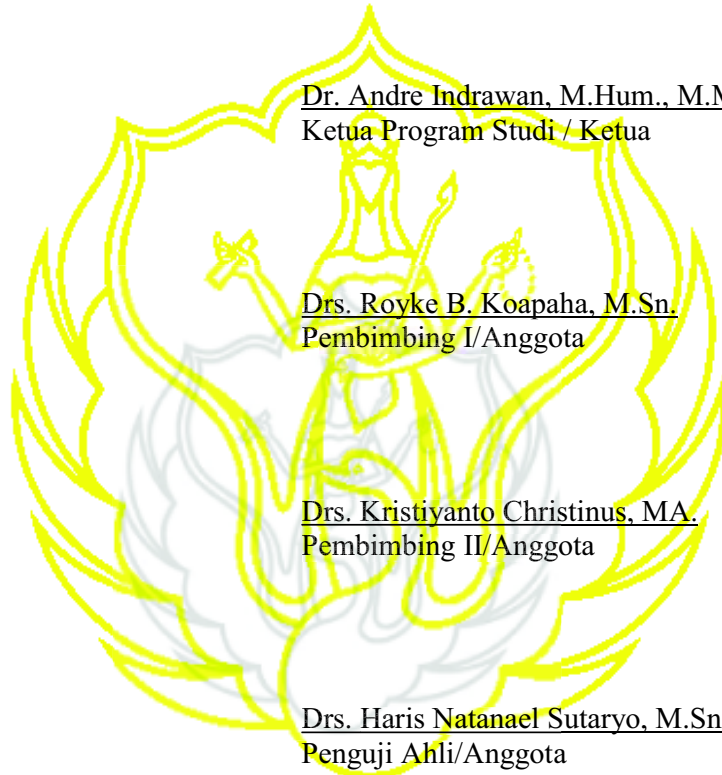 Dr. Andre Indrawan, M.Hum., M.M
Ketua Program Studi / Ketua
Drs. Royke B. Koapaha, M.Sn.
Pembimbing I/Anggota
Drs. Kristiyanto Christinus, MA.
Pembimbing II/Anggota
Drs. Haris Natanael Sutaryo, M.Sn
Penguji Ahli/Anggota